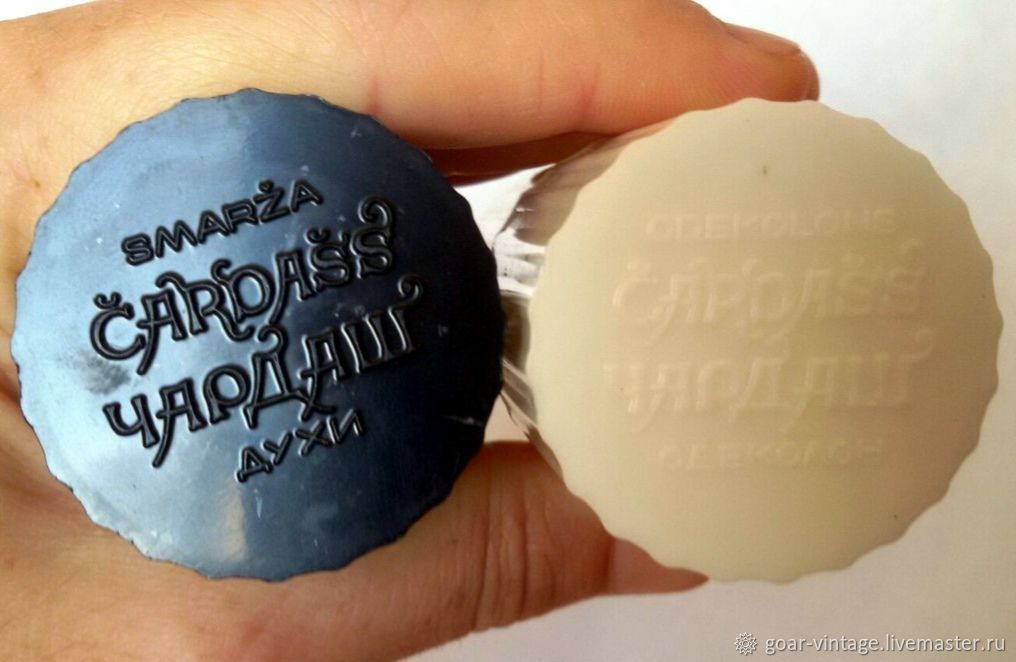 SMARŽA
ČARDAŠS
ЧАРДАШ
ДУХИ
ODEKOLONS
ČARDAŠS
ЧАРДАШ
ОДЕКОЛОН
goar-vintage.livemaster.ru